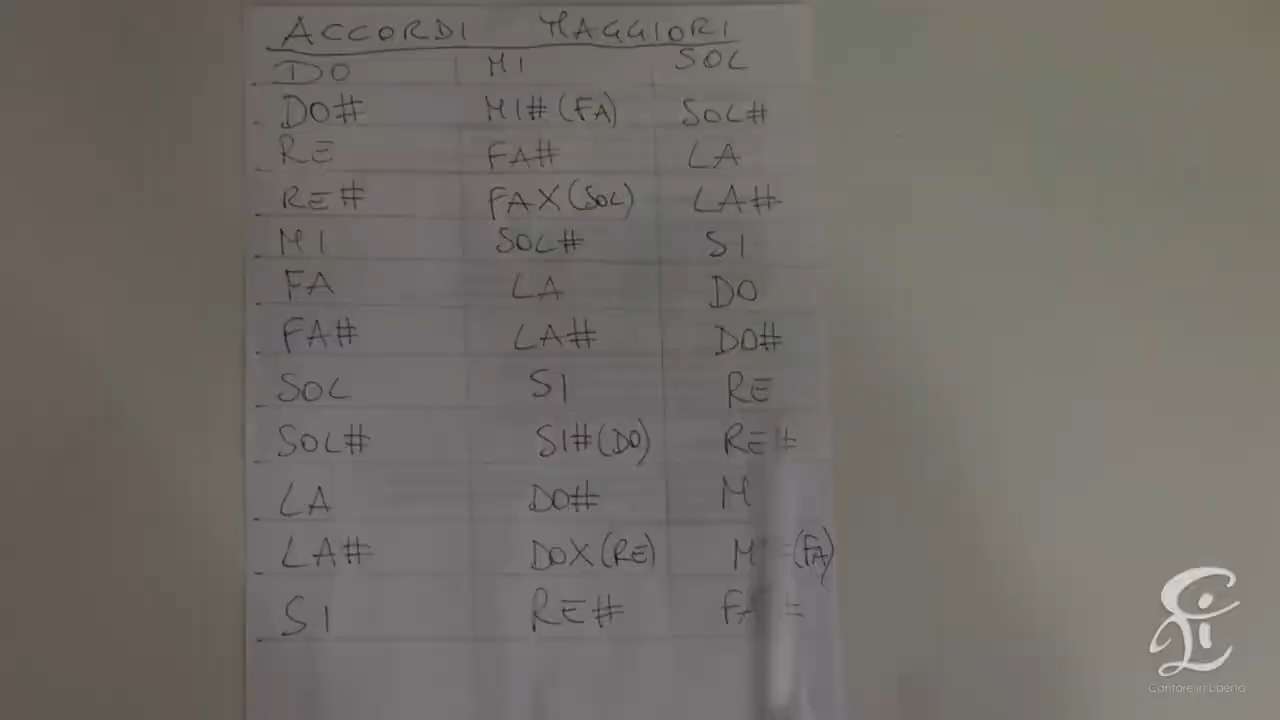 ACCORDI MAGGIORI
DO MI SOL
DO# MI#(FA) SOL#
RE FA# LA
RE# FAX(SOL) LA#
MI SOL# SI
FA LA DO
FA# LA# DO#
SOL SI RE
SOL# SI#(DO) RE#
LA DO# M
LA# DOX(RE) M (FA)
SI RE# FA
Cantare in Libertà